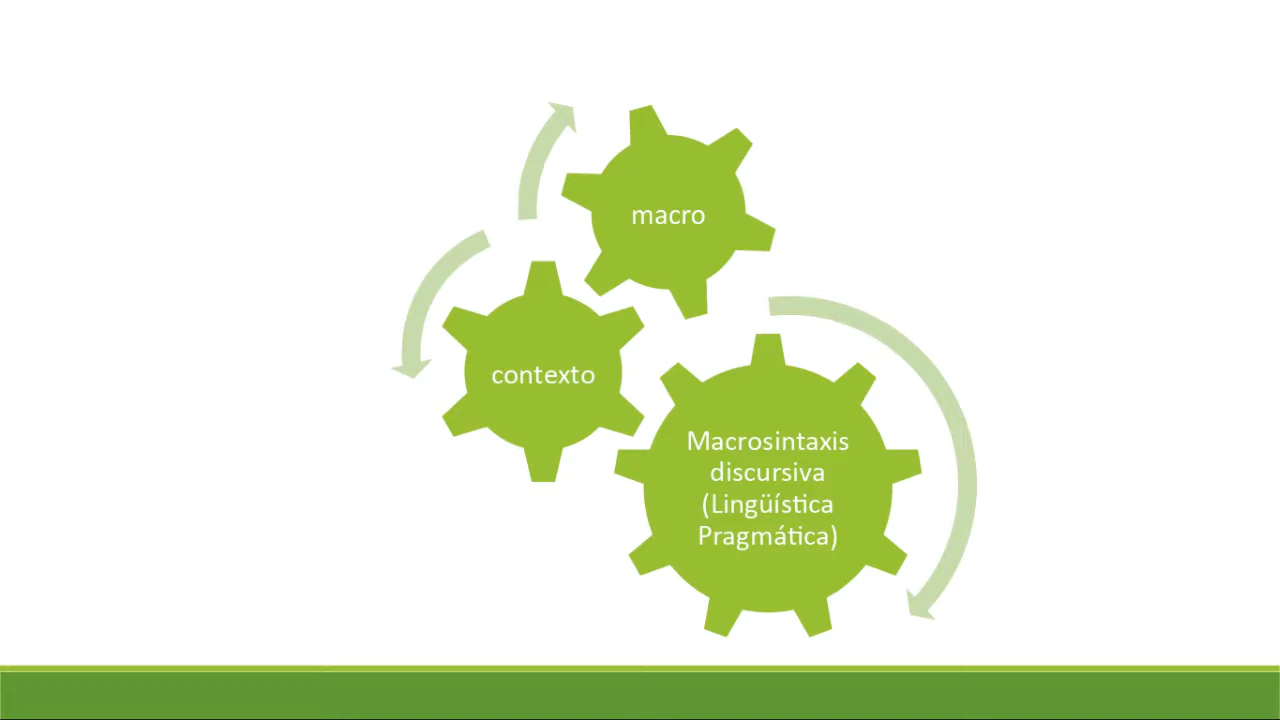 macro
contexto
Macrosintaxis
discursiva
(Lingüística
Pragmática)